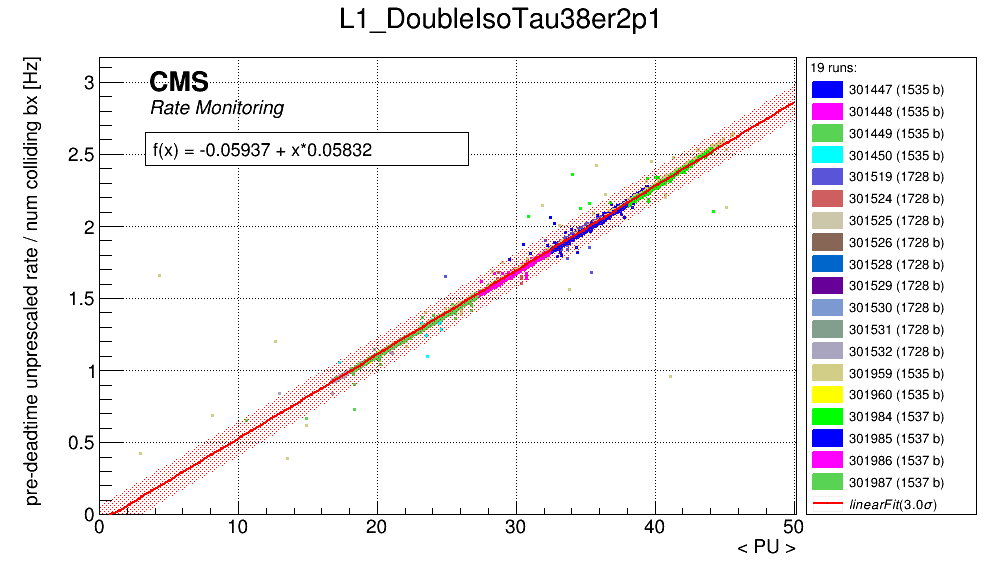 L1_DoubleIsoTau38er2p1
pre-deadtime unprescaled rate / num colliding bx [Hz]
CMS
Rate Monitoring
f(x) = -0.05937 + x*0.05832
3
2.5
2
1.5
1
0.5
0
0
10
20
30
40
50
< PU >
19 runs:
301447 (1535 b)
301448 (1535 b)
301449 (1535 b)
301450 (1535 b)
301519 (1728 b)
301524 (1728 b)
301525 (1728 b)
301526 (1728 b)
301528 (1728 b)
301529 (1728 b)
301530 (1728 b)
301531 (1728 b)
301532 (1728 b)
301959 (1535 b)
301960 (1535 b)
301984 (1537 b)
301985 (1537 b)
301986 (1537 b)
301987 (1537 b)
linearFit(3.0σ)